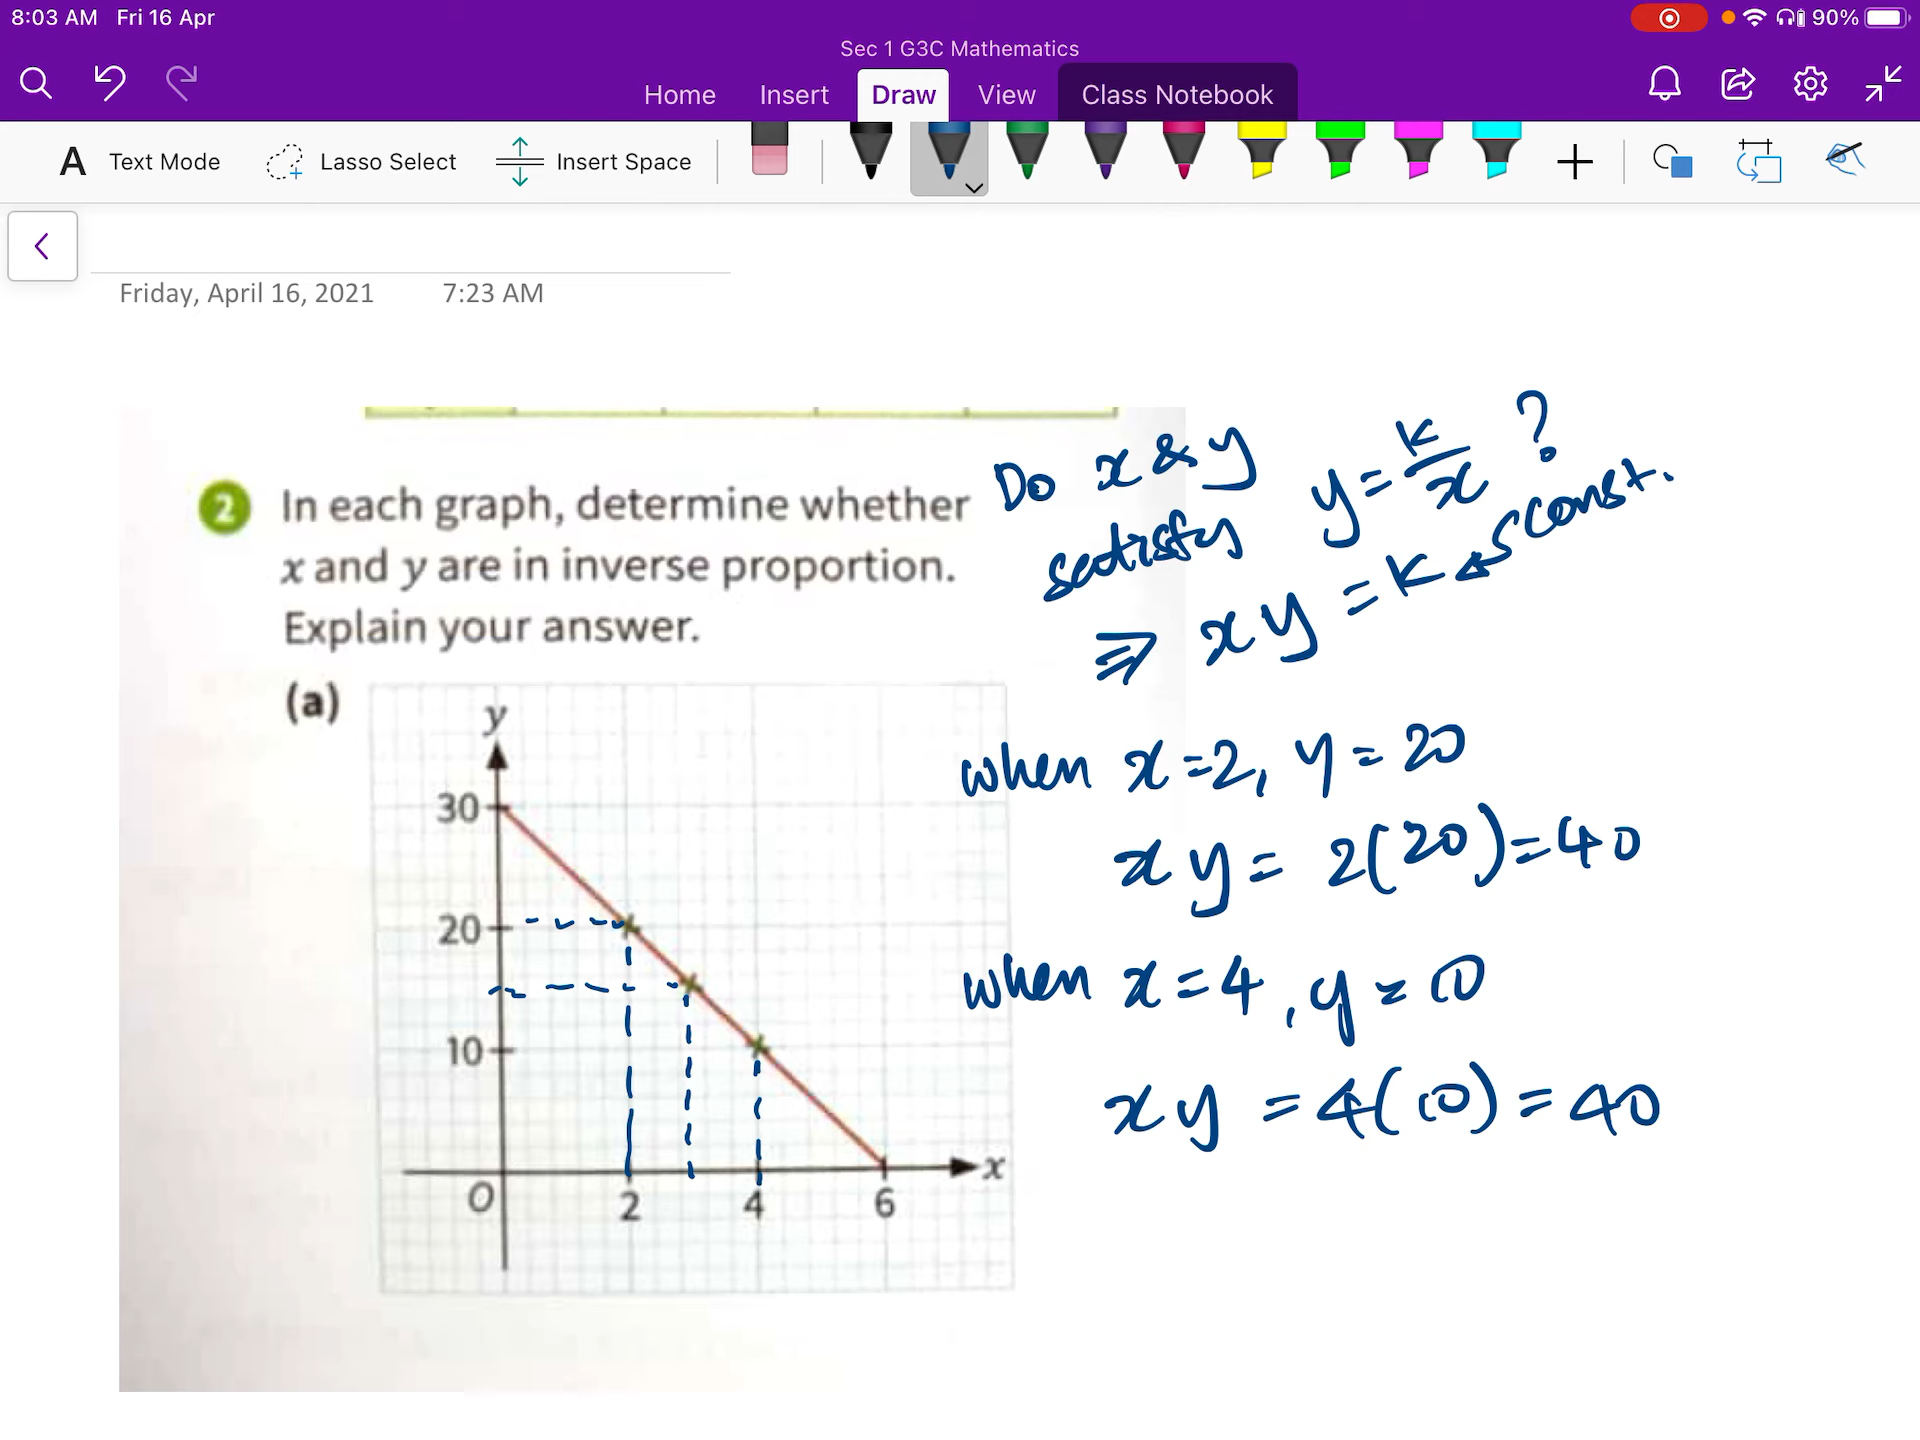 8:03 AM Fri 16 Apr
90%
Sec 1 G3C Mathematics
Home Insert Draw View Class Notebook
A Text Mode Lasso Select Insert Space
Friday, April 16, 2021 7:23 AM
2 In each graph, determine whether
x and y are in inverse proportion.
Explain your answer.
(a)
y
30
20
10
O 2 4 6 x
Do x & y
satisfy y = k/x ?
⇒ xy = k const.
when x = 2, y = 20
xy = 2(20) = 40
when x = 4, y = 10
xy = 4(10) = 40